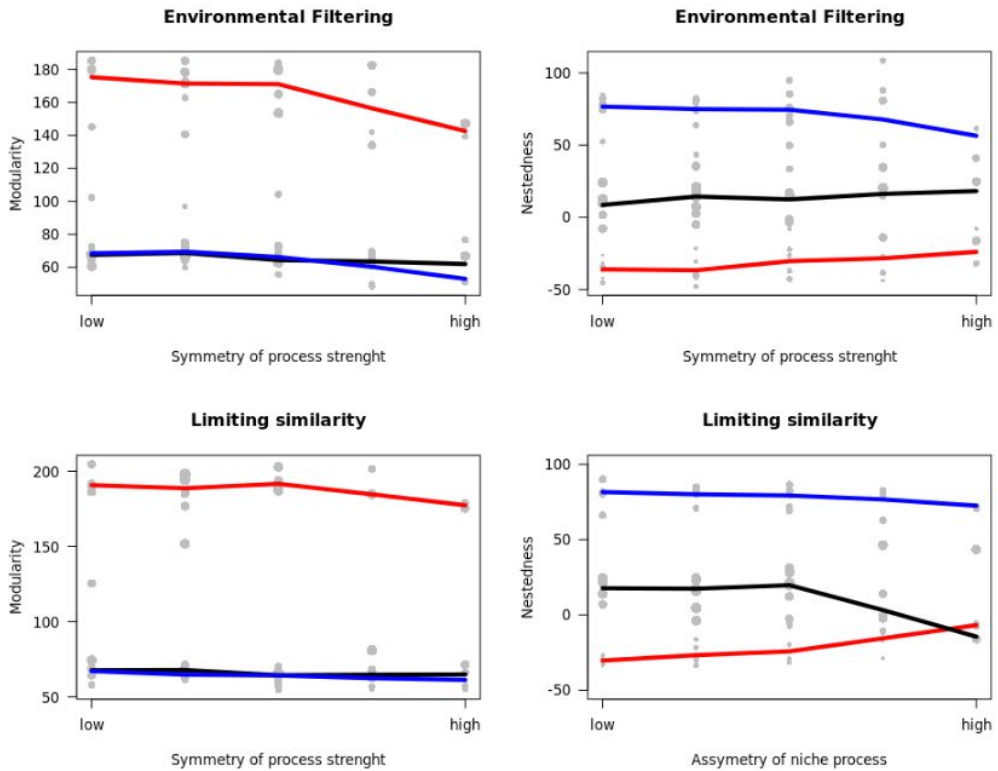 Environmental Filtering
Modularity
180
160
140
120
100
80
60
low
high
Symmetry of process strenght
Environmental Filtering
Nestedness
100
50
0
-50
low
high
Symmetry of process strenght
Limiting similarity
Modularity
200
150
100
50
low
high
Symmetry of process strenght
Limiting similarity
Nestedness
100
50
0
-50
low
high
Assymetry of niche process